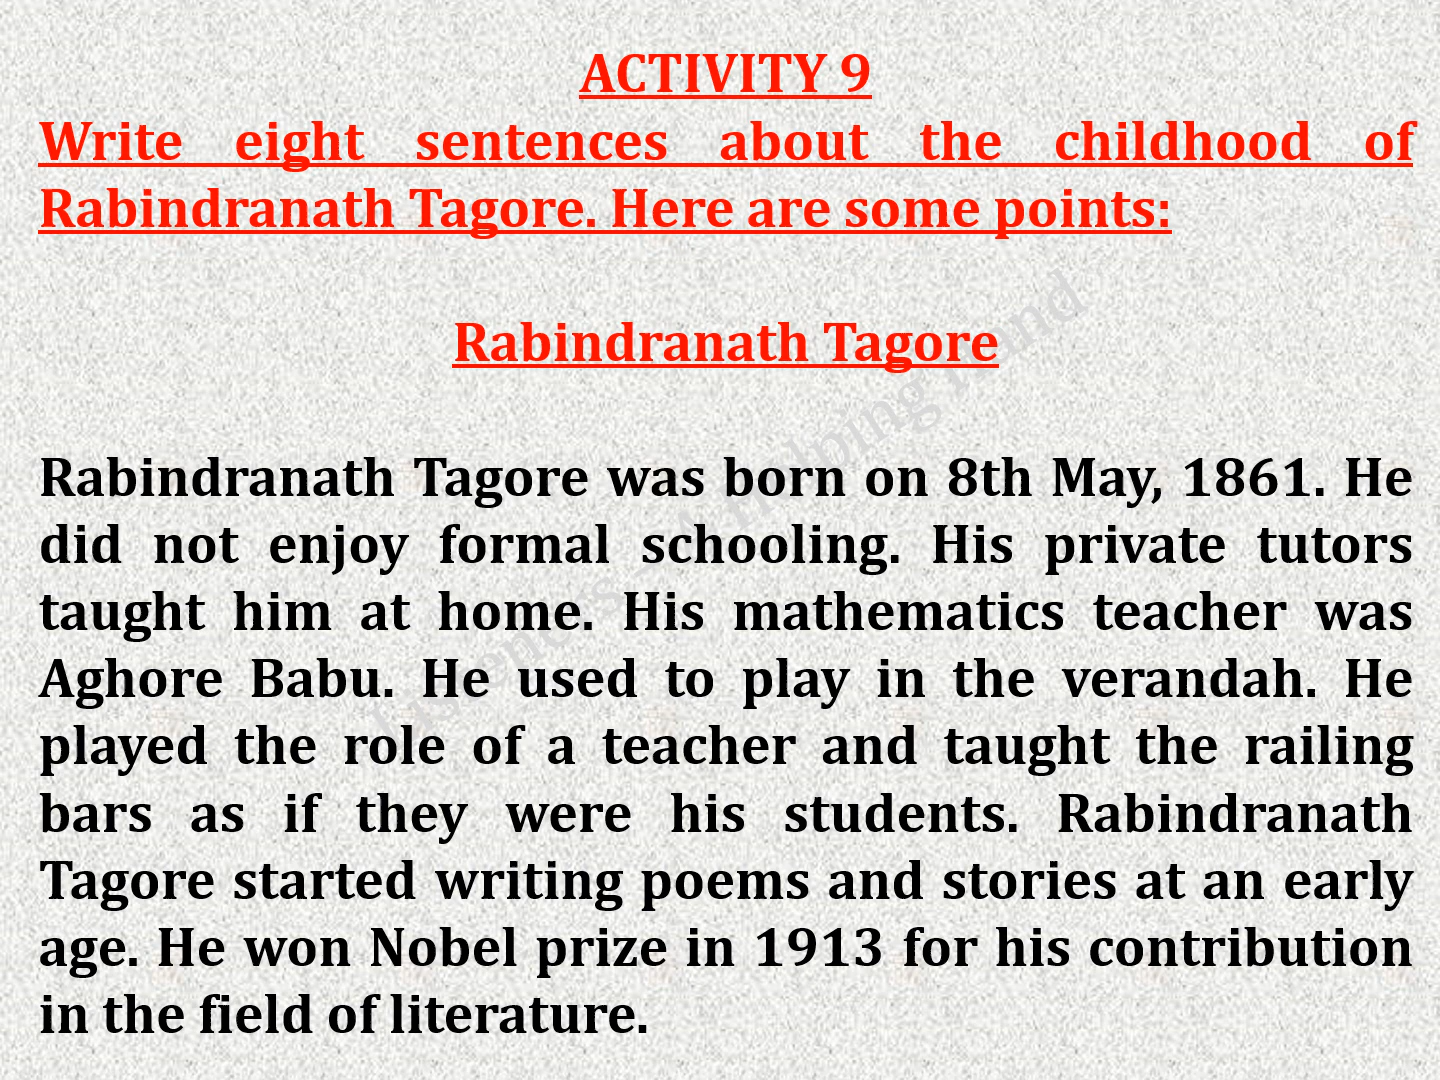 ACTIVITY 9
Write eight sentences about the childhood of
Rabindranath Tagore. Here are some points:
Rabindranath Tagore
Rabindranath Tagore was born on 8th May, 1861. He
did not enjoy formal schooling. His private tutors
taught him at home. His mathematics teacher was
Aghore Babu. He used to play in the verandah. He
played the role of a teacher and taught the railing
bars as if they were his students. Rabindranath
Tagore started writing poems and stories at an early
age. He won Nobel prize in 1913 for his contribution
in the field of literature.